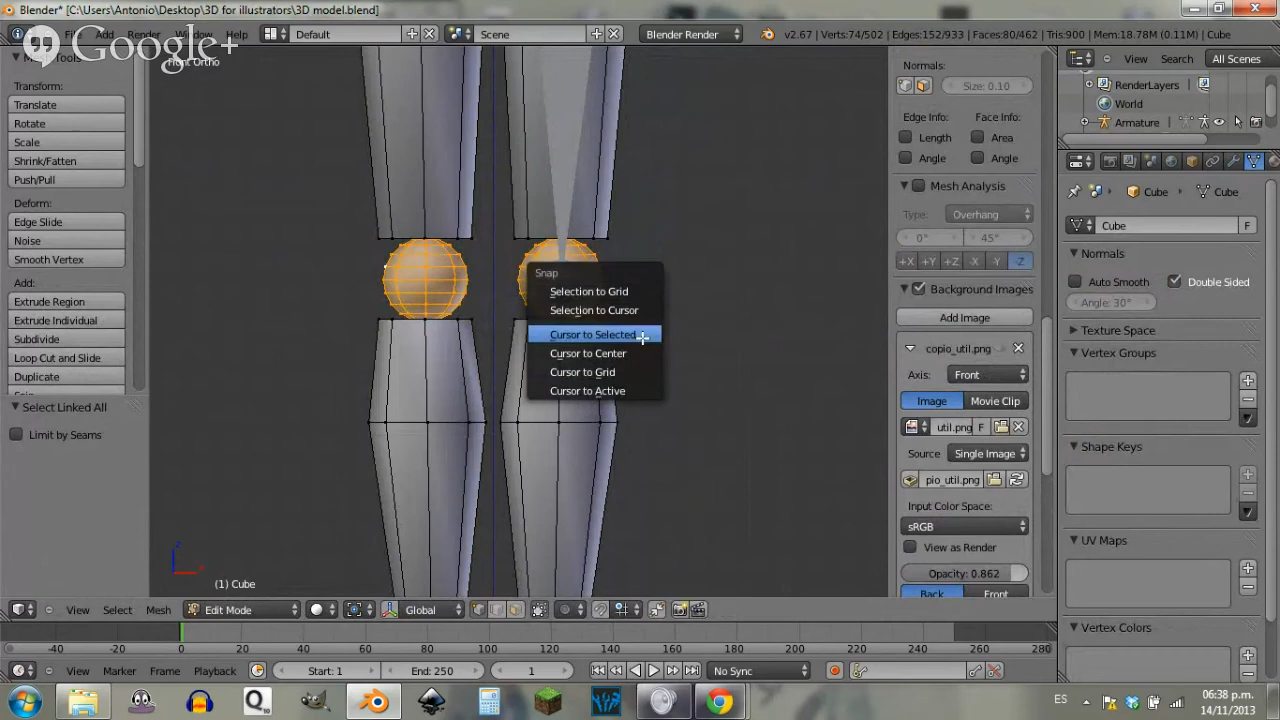 Blender* [C:\Users\Antonio\Desktop\3D for illustrators\3D model.blend]
File Add Render Window Help
Default
Scene
Blender Render
v2.67 | Verts:74/502 | Edges:152/933 | Faces:80/462 | Tris:900 | Mem:18.78M (0.11M) | Cube
Google+
Front Ortho
Transform:
Translate
Rotate
Scale
Shrink/Fatten
Push/Pull
Deform:
Edge Slide
Noise
Smooth Vertex
Add:
Extrude Region
Extrude Individual
Subdivide
Loop Cut and Slide
Duplicate
Select Linked All
Limit by Seams
Snap
Selection to Grid
Selection to Cursor
Cursor to Selected
Cursor to Center
Cursor to Grid
Cursor to Active
(1) Cube
Normals:
Size: 0.10
Edge Info:
Face Info:
Length
Area
Angle
Angle
Mesh Analysis
Type:
Overhang
0°
45°
+X +Y +Z -X -Y -Z
Background Images
Add Image
copio_util.png
Axis:
Front
Image
Movie Clip
util.png
F
Source
Single Image
pio_util.png
Input Color Space:
sRGB
View as Render
Opacity: 0.862
Back
Front
View Search All Scenes
RenderLayers
World
Armature
Cube
Cube
Cube
F
Normals
Auto Smooth
Double Sided
Angle: 30°
Texture Space
Vertex Groups
Shape Keys
UV Maps
Vertex Colors
View Select Mesh
Edit Mode
Global
-40 -20 0 20 40 60 80 100 120 140 160 180 200 220 240 260 280
View Marker Frame Playback
Start: 1
End: 250
1
No Sync
ES
06:38 p.m.
14/11/2013